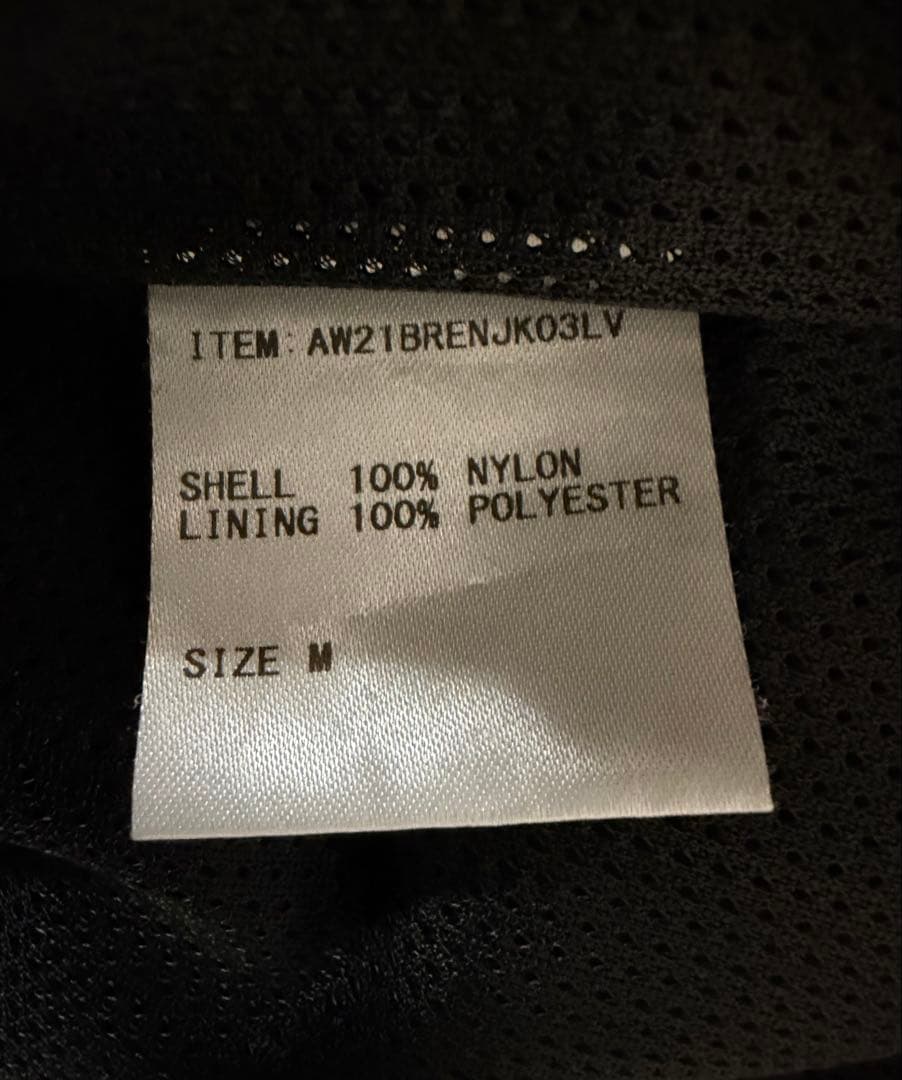 ITEM: AW21BRENJK03LV
SHELL 100% NYLON
LINING 100% POLYESTER
SIZE M